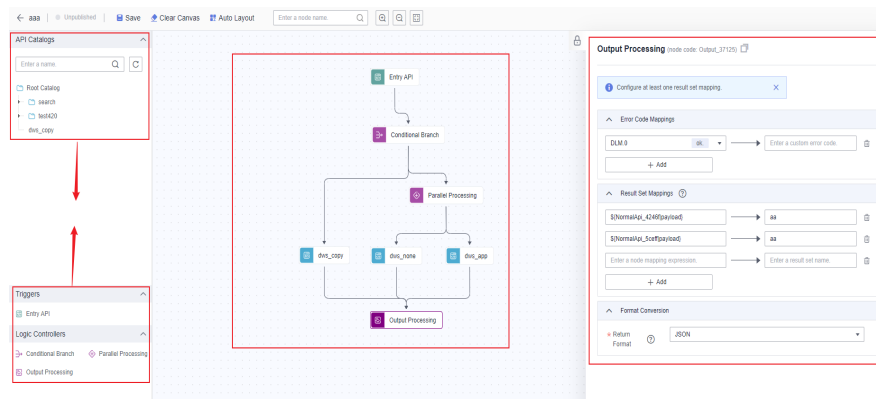 aaa Unpublished Save Clear Canvas Auto Layout Enter a node name.
API Catalogs
Enter a name
Root Catalog
search
test420
dws_copy
Triggers
Entry API
Logic Controllers
Conditional Branch Parallel Processing
Output Processing
Entry API
Conditional Branch
Parallel Processing
dws_copy dws_none dws_app
Output Processing
Output Processing (node code: Output_37125)
Configure at least one result set mapping.
Error Code Mappings
DLM.0 ok. Enter a custom error code.
+ Add
Result Set Mappings
${NormalApi_4246f|payload} aa
${NormalApi_5ceff|payload} aa
Enter a node mapping expression. Enter a result set name.
+ Add
Format Conversion
* Return Format JSON